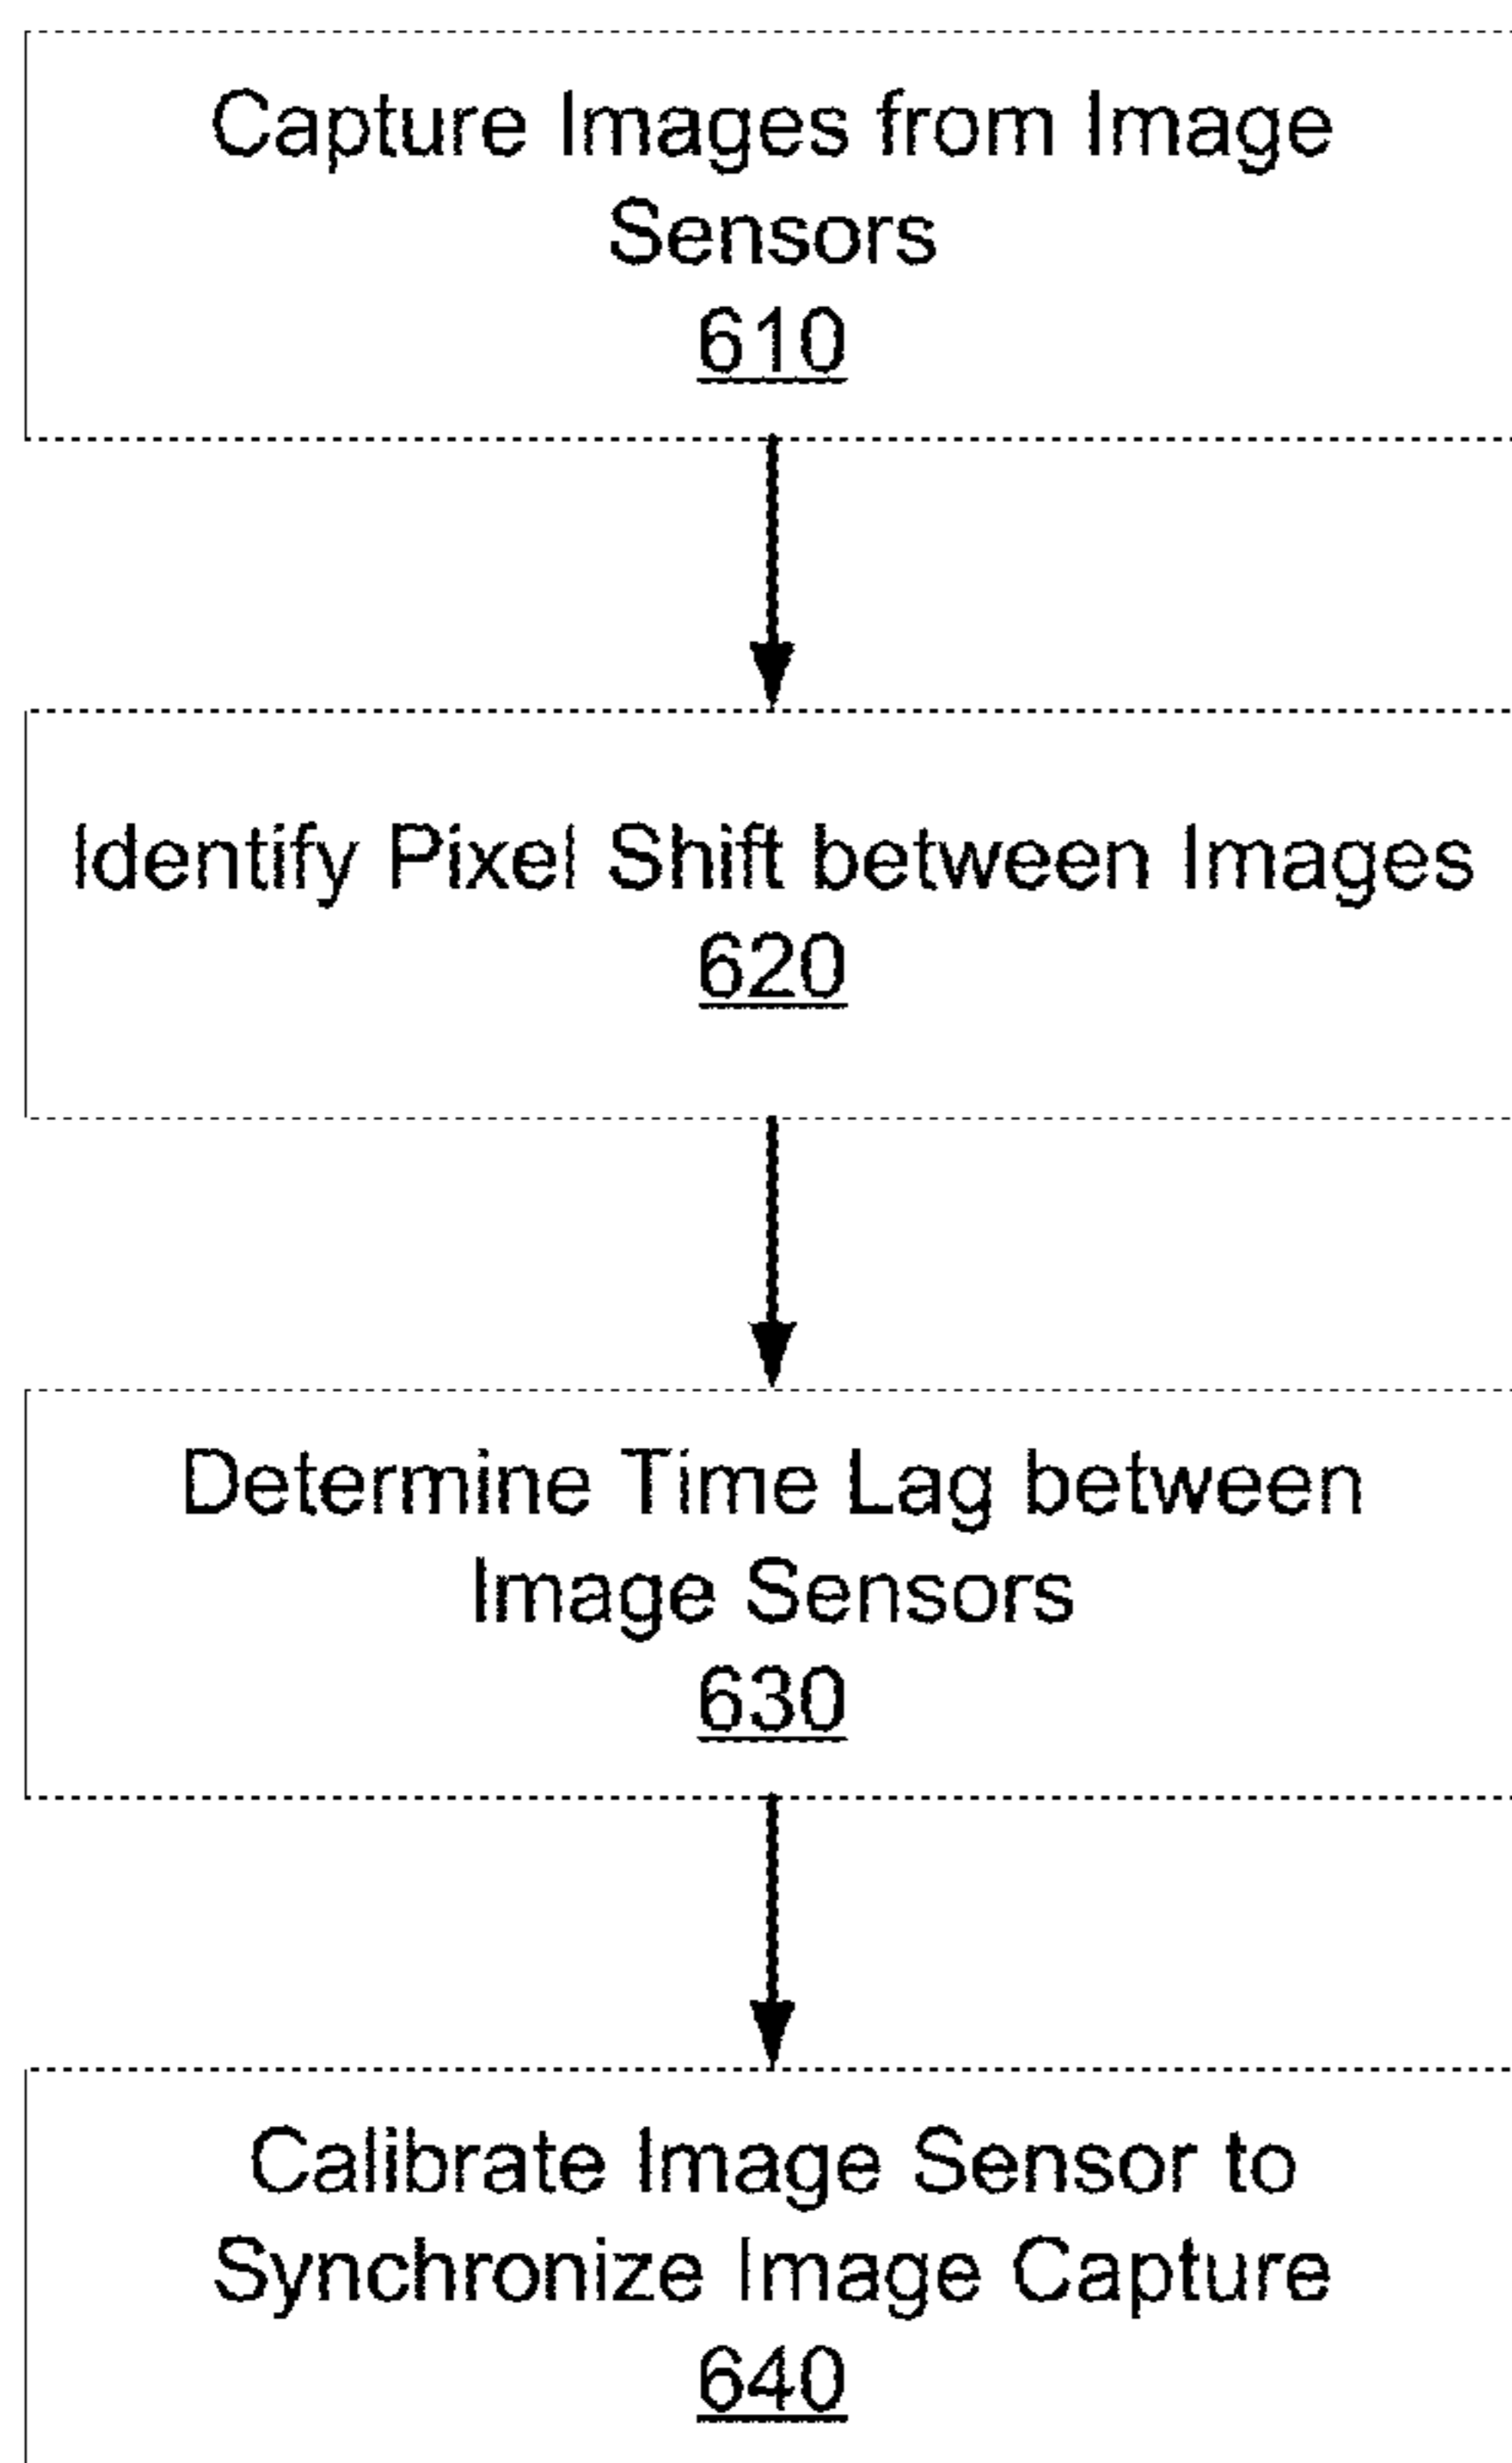 Capture Images from Image
Sensors
610
Identify Pixel Shift between Images
620
Determine Time Lag between
Image Sensors
630
Calibrate Image Sensor to
Synchronize Image Capture
640